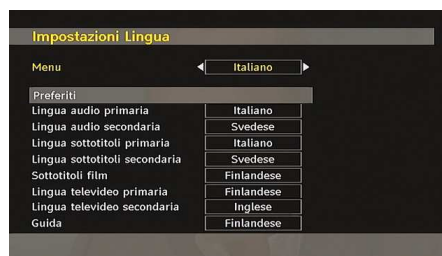 Impostazioni Lingua
Menu Italiano
Preferiti
Lingua audio primaria Italiano
Lingua audio secondaria Svedese
Lingua sottotitoli primaria Italiano
Lingua sottotitoli secondaria Svedese
Sottotitoli film Finlandese
Lingua televideo primaria Finlandese
Lingua televideo secondaria Inglese
Guida Finlandese